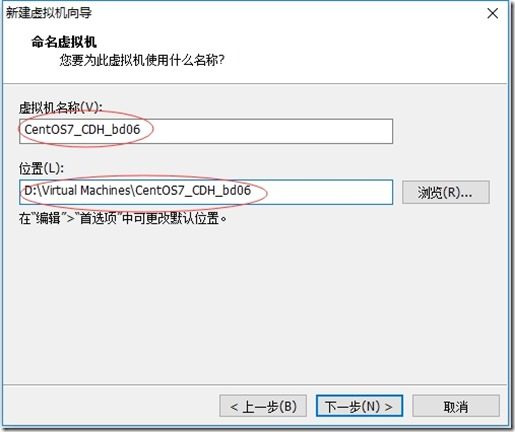 新建虚拟机向导
命名虚拟机
您要为此虚拟机使用什么名称?
虚拟机名称(V):
CentOS7_CDH_bd06
位置(L):
D:\Virtual Machines\CentOS7_CDH_bd06
浏览(R)...
在"编辑">"首选项"中可更改默认位置。
< 上一步(B)
下一步(N) >
取消